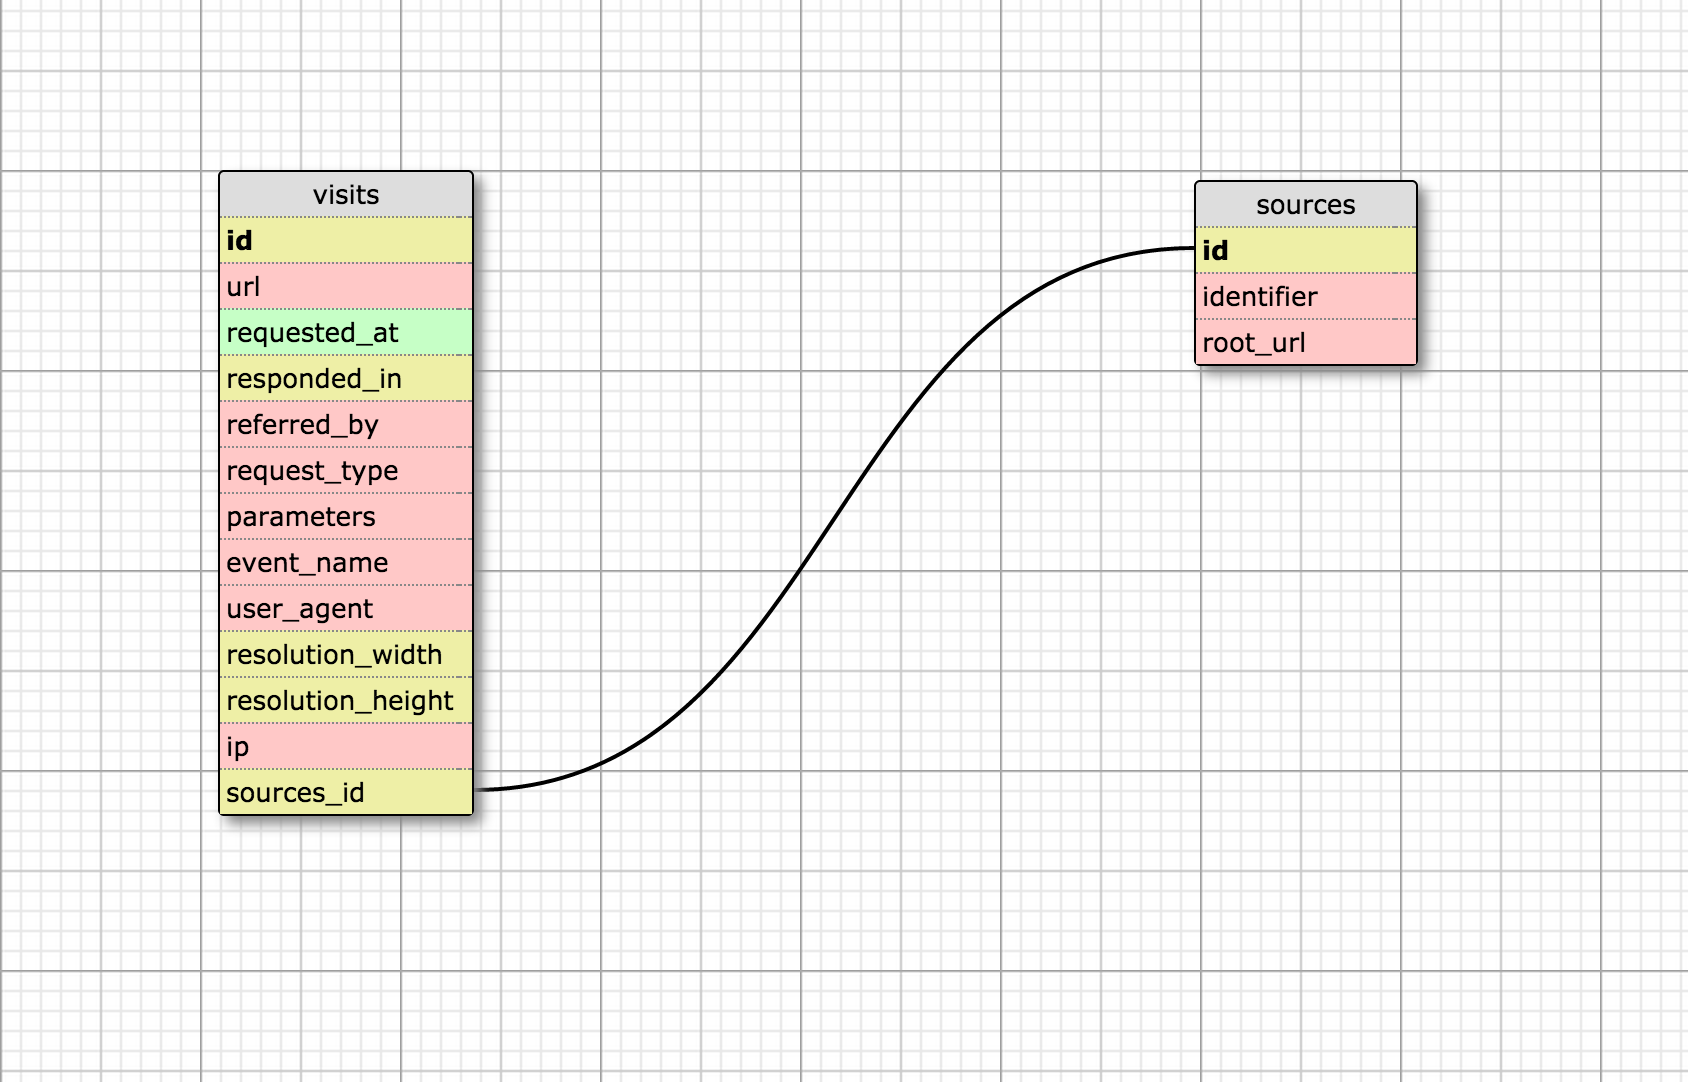 visits
id
url
requested_at
responded_in
referred_by
request_type
parameters
event_name
user_agent
resolution_width
resolution_height
ip
sources_id
sources
id
identifier
root_url